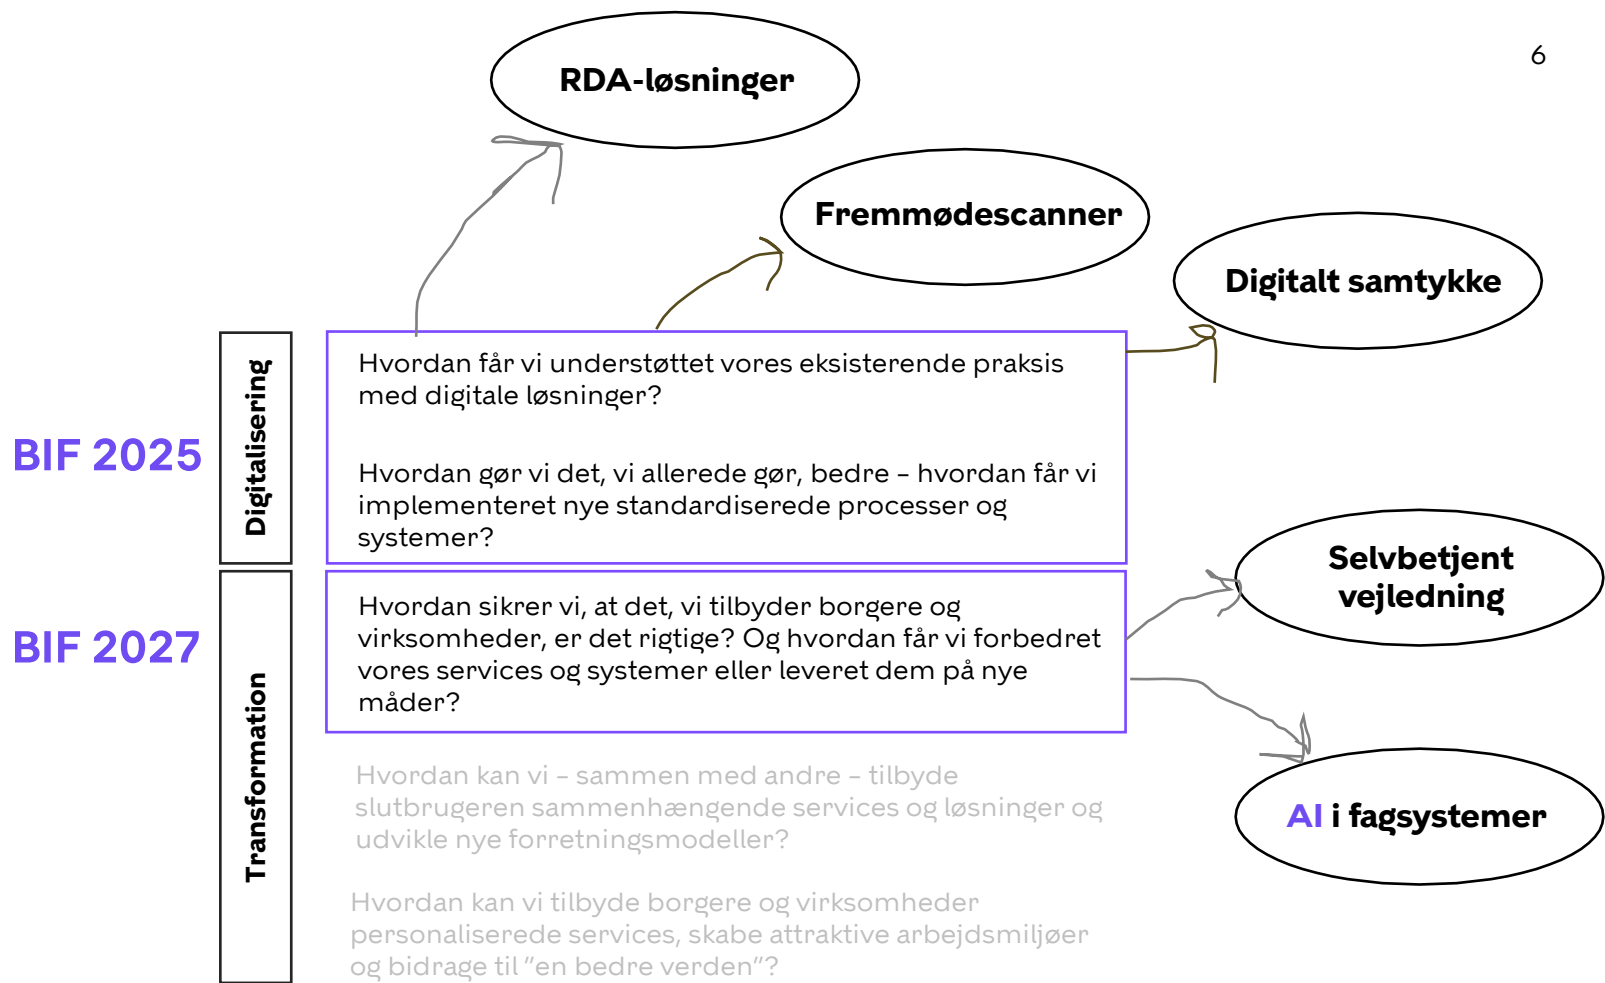 6
RDA-løsninger
Fremmødescanner
Digitalt samtykke
BIF 2025
Digitalisering
Hvordan får vi understøttet vores eksisterende praksis
med digitale løsninger?
Hvordan gør vi det, vi allerede gør, bedre – hvordan får vi
implementeret nye standardiserede processer og
systemer?
BIF 2027
Transformation
Hvordan sikrer vi, at det, vi tilbyder borgere og
virksomheder, er det rigtige? Og hvordan får vi forbedret
vores services og systemer eller leveret dem på nye
måder?
Selvbetjent
vejledning
AI i fagsystemer
Hvordan kan vi – sammen med andre – tilbyde
slutbrugeren sammenhængende services og løsninger og
udvikle nye forretningsmodeller?
Hvordan kan vi tilbyde borgere og virksomheder
personaliserede services, skabe attraktive arbejdsmiljøer
og bidrage til ”en bedre verden”?